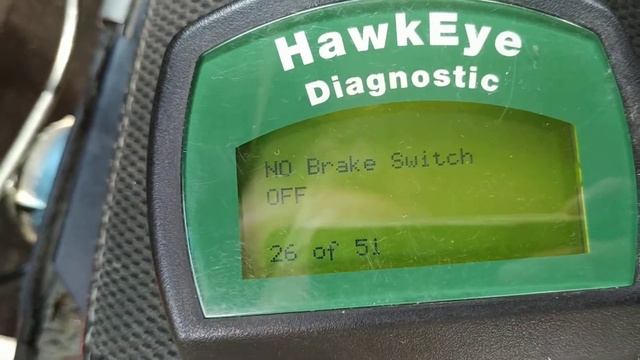 HawkEye
Diagnostic
NO Brake Switch
OFF
26 of 51